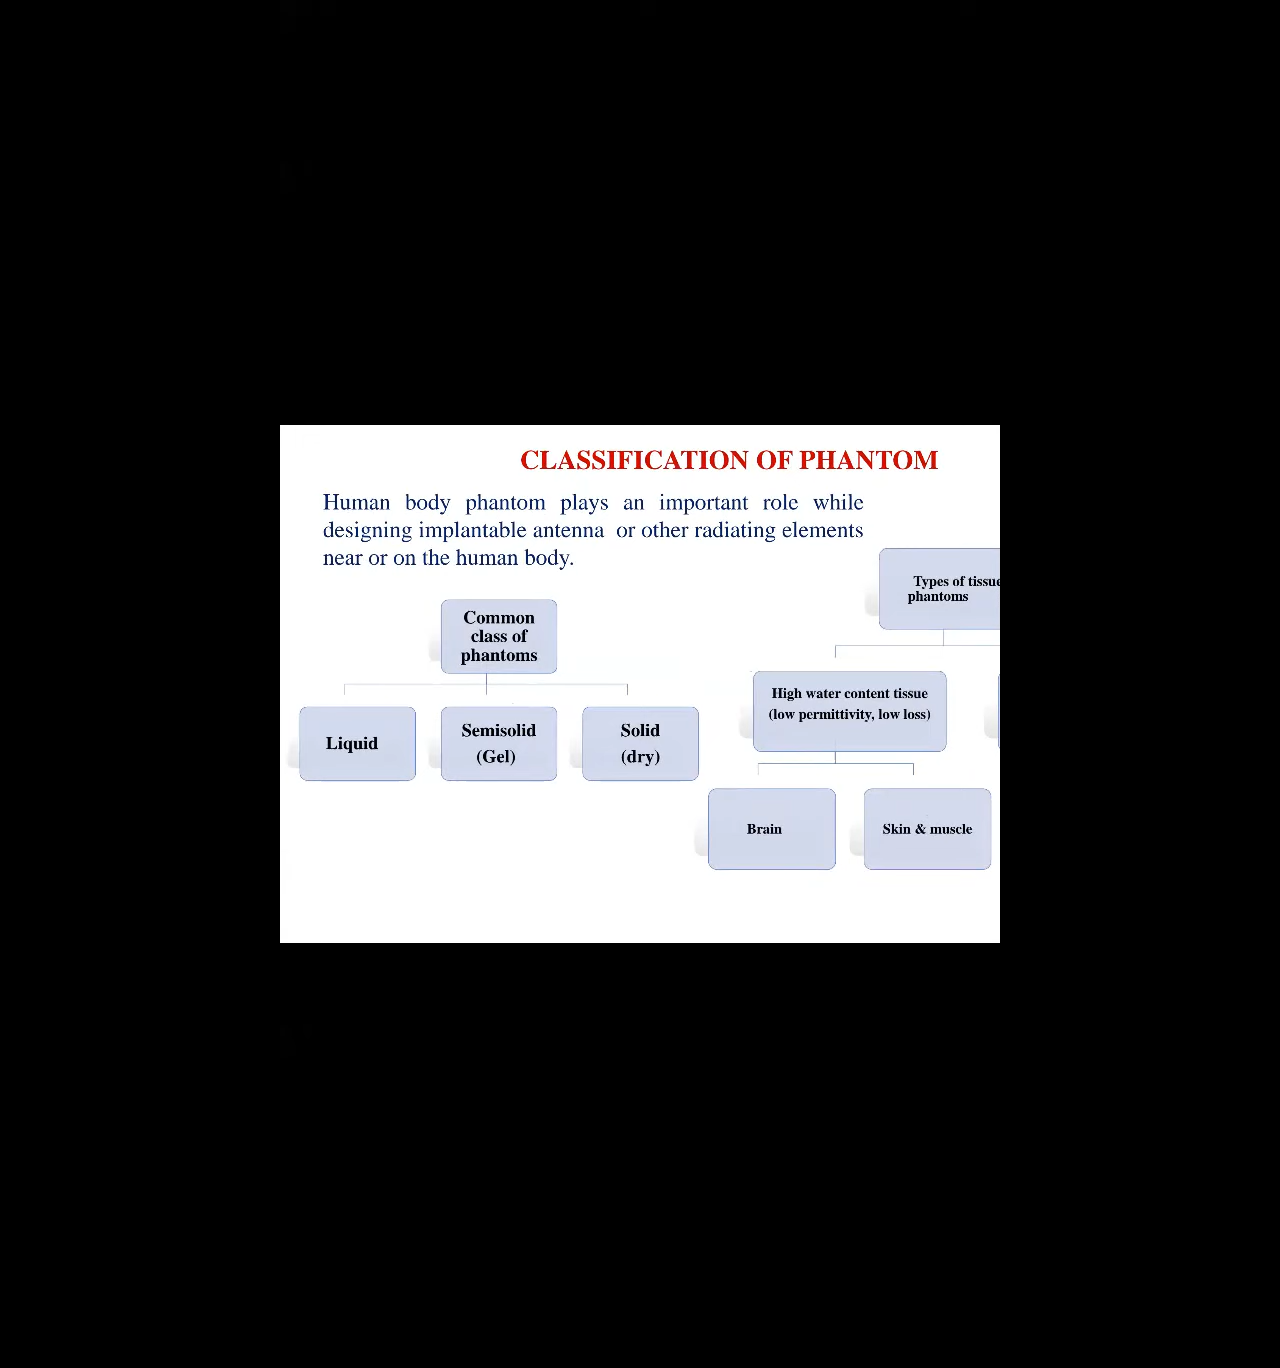 CLASSIFICATION OF PHANTOM
Human body phantom plays an important role while
designing implantable antenna or other radiating elements
near or on the human body.
Common
class of
phantoms
Liquid
Semisolid
(Gel)
Solid
(dry)
Types of tissue
phantoms
High water content tissue
(low permittivity, low loss)
Brain
Skin & muscle